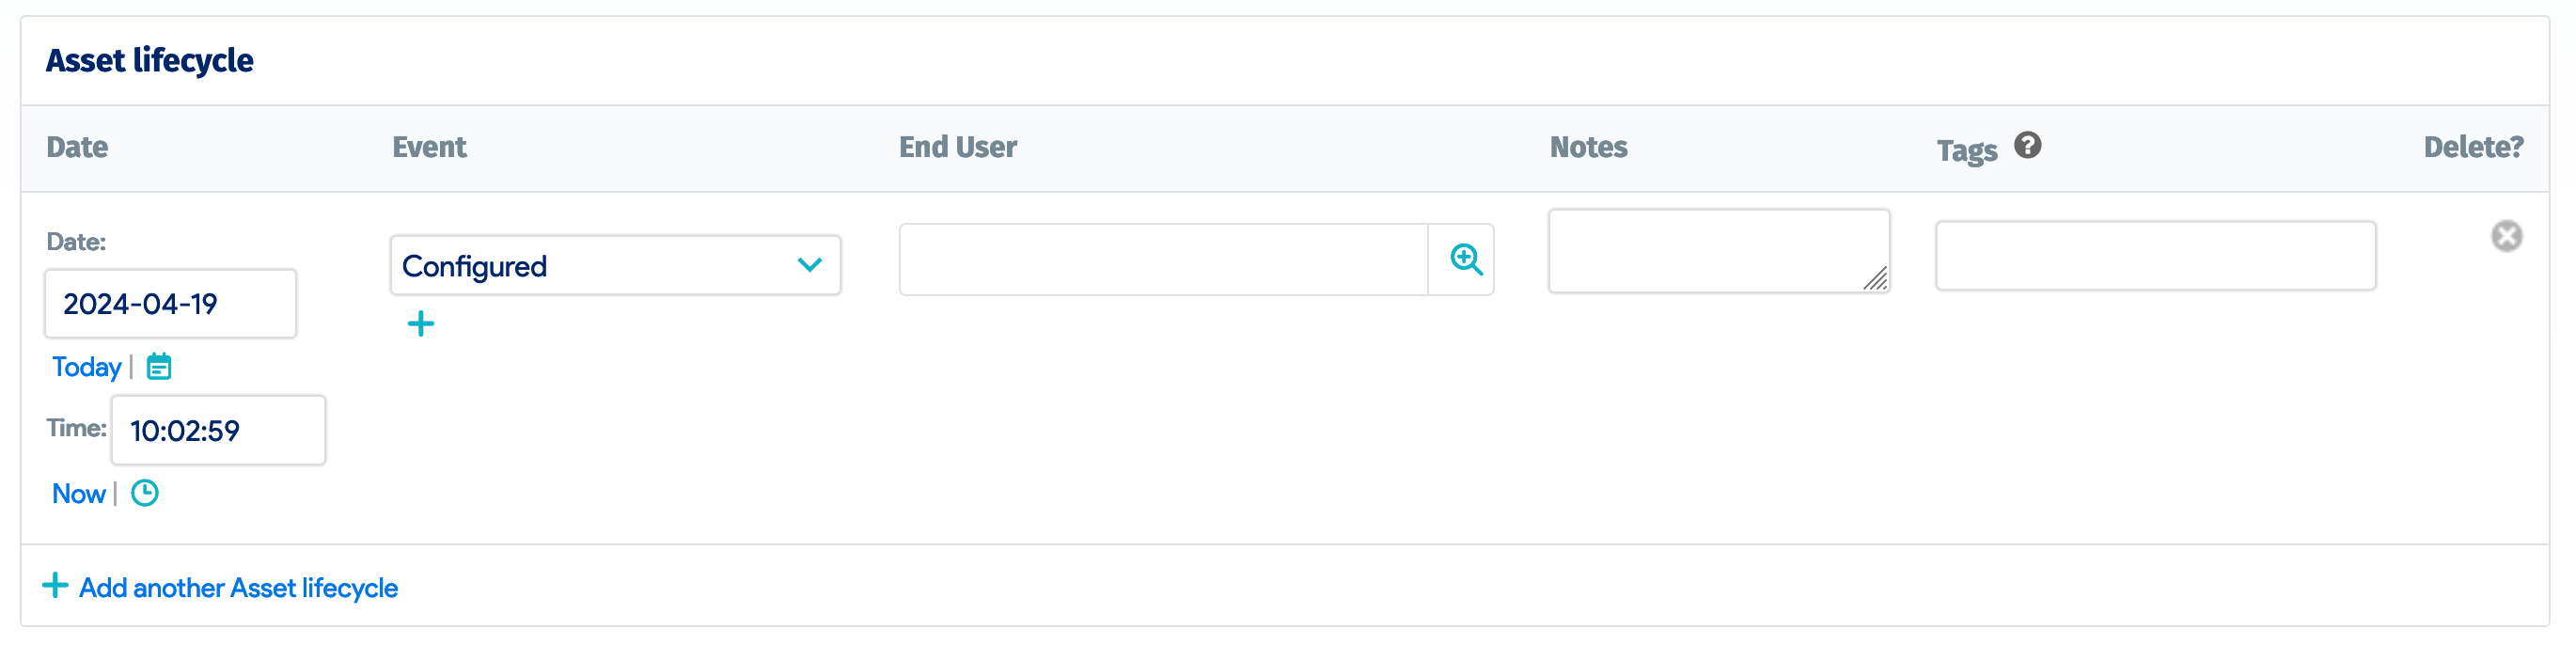 Asset lifecycle
Date Event End User Notes Tags ? Delete?
Date:
2024-04-19
Configured
Today |
Time: 10:02:59
Now |
Add another Asset lifecycle